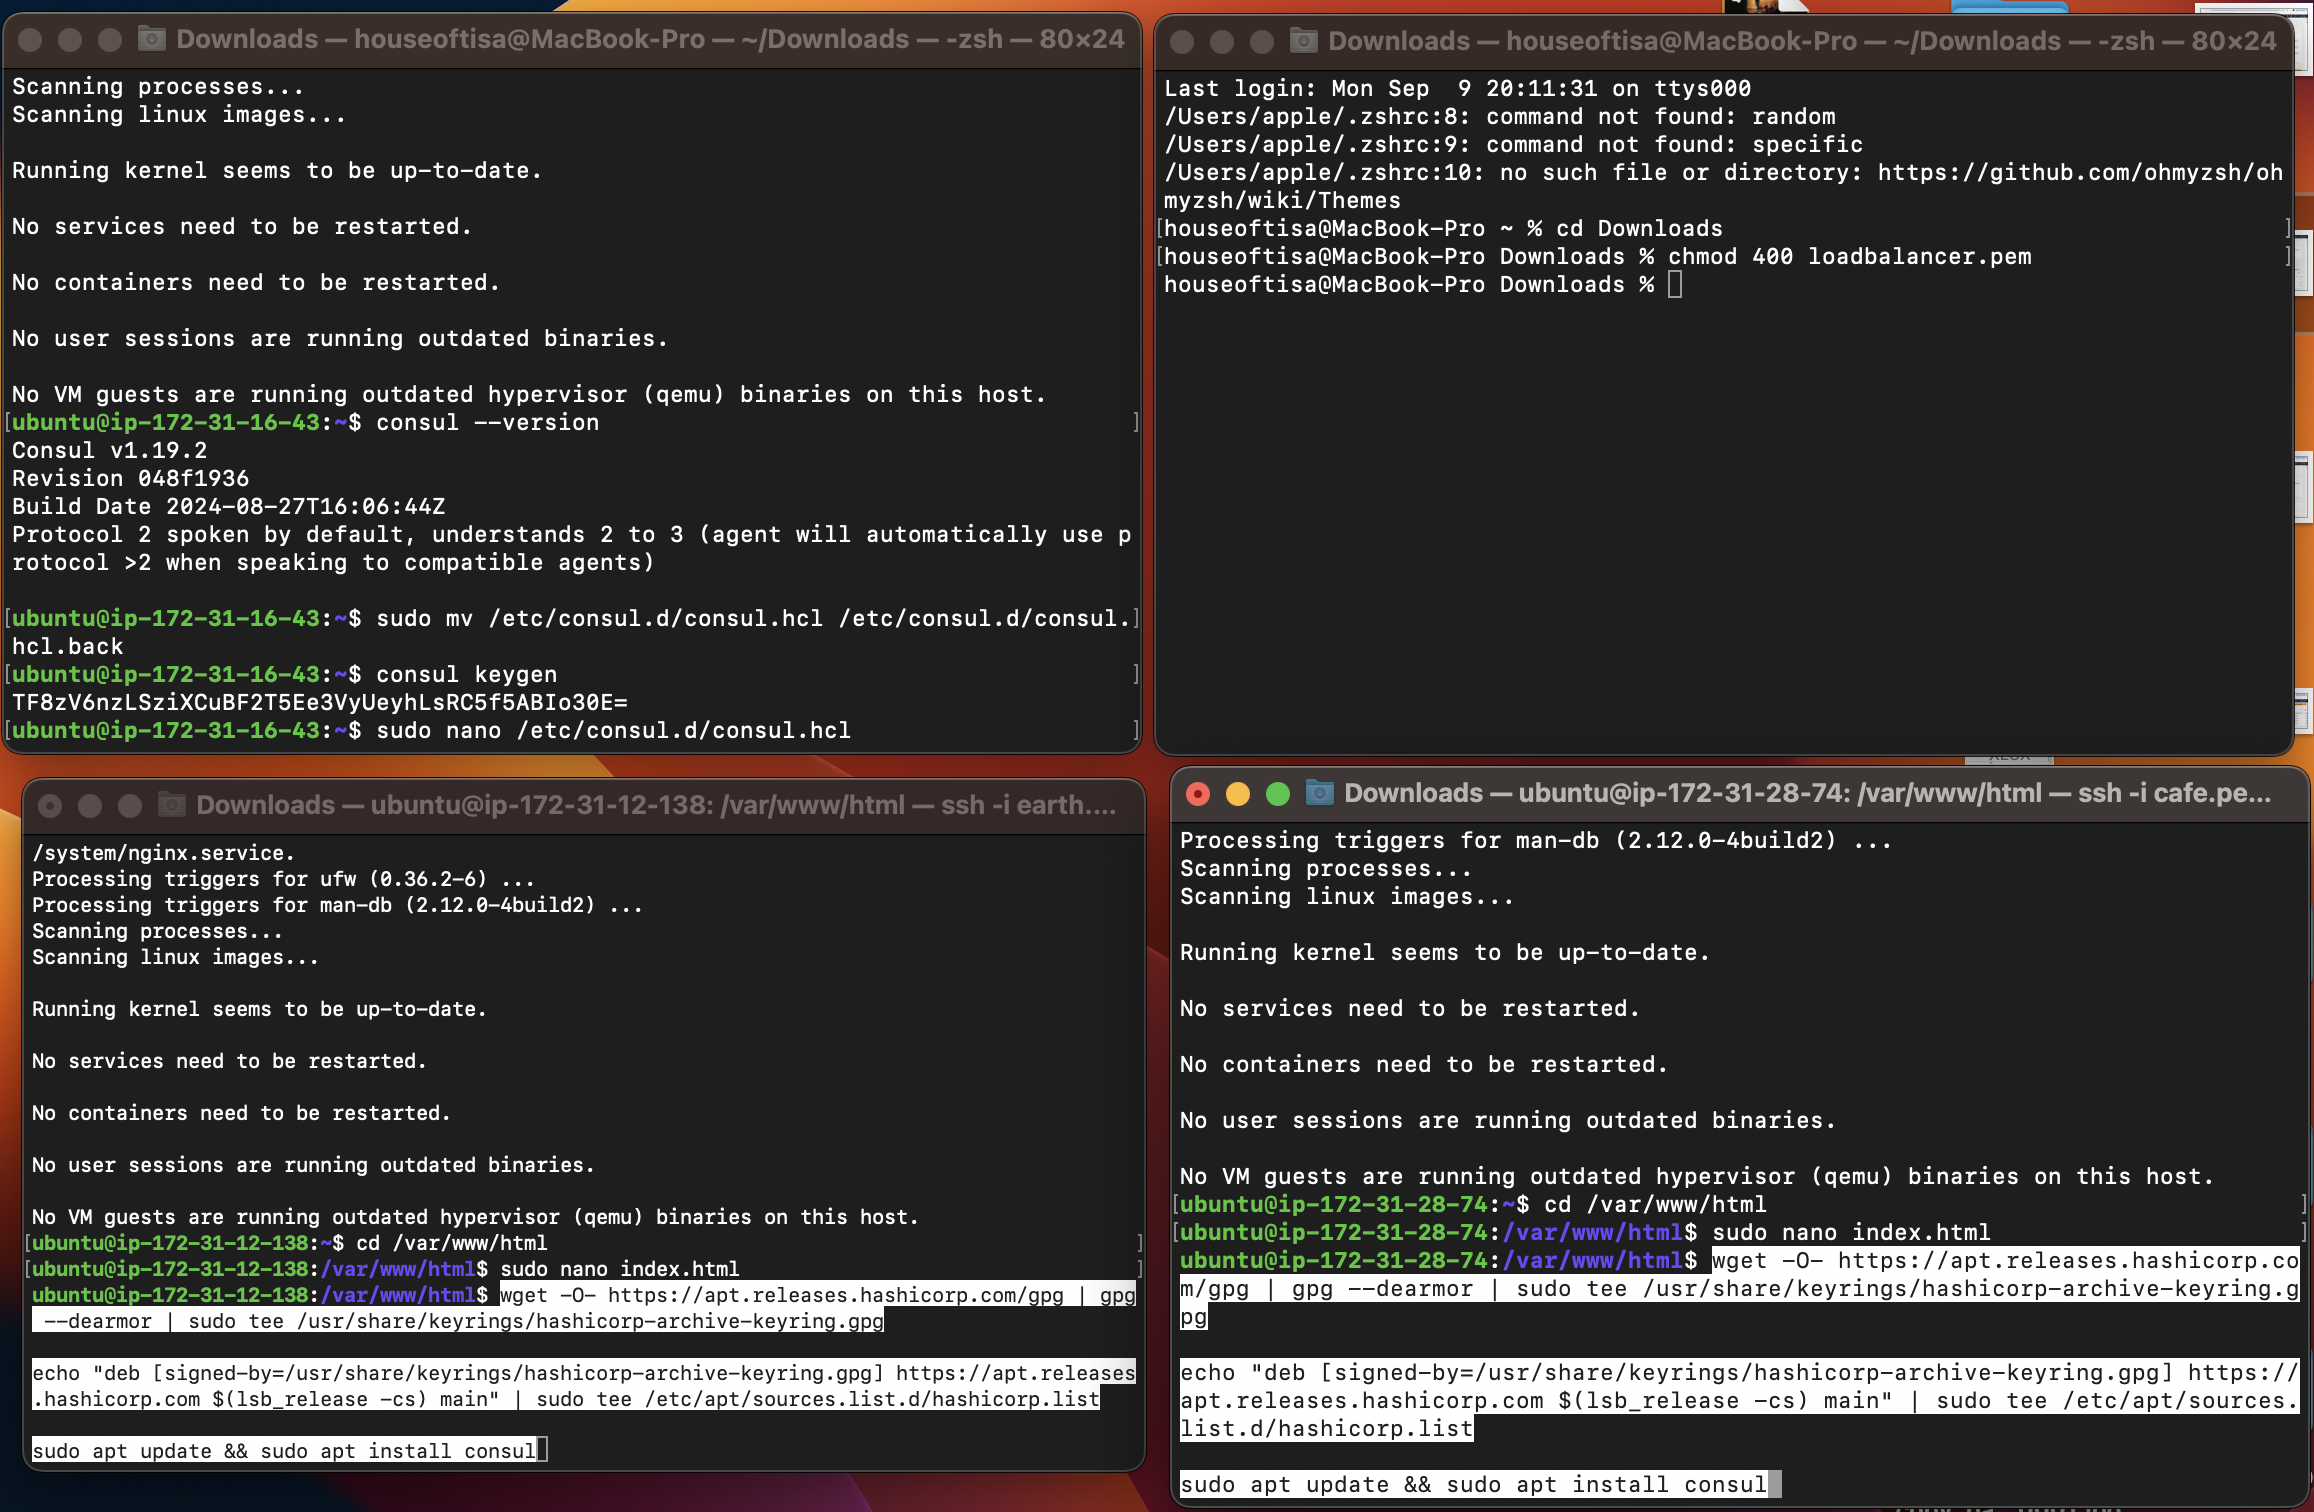 Downloads — houseoftisa@MacBook-Pro — ~/Downloads — -zsh — 80×24
Scanning processes...
Scanning linux images...
Running kernel seems to be up-to-date.
No services need to be restarted.
No containers need to be restarted.
No user sessions are running outdated binaries.
No VM guests are running outdated hypervisor (qemu) binaries on this host.
[ubuntu@ip-172-31-16-43:~$ consul --version ]
Consul v1.19.2
Revision 048f1936
Build Date 2024-08-27T16:06:44Z
Protocol 2 spoken by default, understands 2 to 3 (agent will automatically use p
rotocol >2 when speaking to compatible agents)
[ubuntu@ip-172-31-16-43:~$ sudo mv /etc/consul.d/consul.hcl /etc/consul.d/consul.]
hcl.back
[ubuntu@ip-172-31-16-43:~$ consul keygen ]
TF8zV6nzLSziXCuBF2T5Ee3VyUeyhLsRC5f5ABIo30E=
[ubuntu@ip-172-31-16-43:~$ sudo nano /etc/consul.d/consul.hcl ]
Downloads — houseoftisa@MacBook-Pro — ~/Downloads — -zsh — 80×24
Last login: Mon Sep  9 20:11:31 on ttys000
/Users/apple/.zshrc:8: command not found: random
/Users/apple/.zshrc:9: command not found: specific
/Users/apple/.zshrc:10: no such file or directory: https://github.com/ohmyzsh/oh
myzsh/wiki/Themes
[houseoftisa@MacBook-Pro ~ % cd Downloads ]
[houseoftisa@MacBook-Pro Downloads % chmod 400 loadbalancer.pem ]
houseoftisa@MacBook-Pro Downloads %
Downloads — ubuntu@ip-172-31-12-138: /var/www/html — ssh -i earth....
/system/nginx.service.
Processing triggers for ufw (0.36.2-6) ...
Processing triggers for man-db (2.12.0-4build2) ...
Scanning processes...
Scanning linux images...
Running kernel seems to be up-to-date.
No services need to be restarted.
No containers need to be restarted.
No user sessions are running outdated binaries.
No VM guests are running outdated hypervisor (qemu) binaries on this host.
[ubuntu@ip-172-31-12-138:~$ cd /var/www/html ]
[ubuntu@ip-172-31-12-138:/var/www/html$ sudo nano index.html ]
ubuntu@ip-172-31-12-138:/var/www/html$ wget -O- https://apt.releases.hashicorp.com/gpg | gpg
 --dearmor | sudo tee /usr/share/keyrings/hashicorp-archive-keyring.gpg
echo "deb [signed-by=/usr/share/keyrings/hashicorp-archive-keyring.gpg] https://apt.releases
.hashicorp.com $(lsb_release -cs) main" | sudo tee /etc/apt/sources.list.d/hashicorp.list
sudo apt update && sudo apt install consul
Downloads — ubuntu@ip-172-31-28-74: /var/www/html — ssh -i cafe.pe...
Processing triggers for man-db (2.12.0-4build2) ...
Scanning processes...
Scanning linux images...
Running kernel seems to be up-to-date.
No services need to be restarted.
No containers need to be restarted.
No user sessions are running outdated binaries.
No VM guests are running outdated hypervisor (qemu) binaries on this host.
[ubuntu@ip-172-31-28-74:~$ cd /var/www/html ]
[ubuntu@ip-172-31-28-74:/var/www/html$ sudo nano index.html ]
ubuntu@ip-172-31-28-74:/var/www/html$ wget -O- https://apt.releases.hashicorp.co
m/gpg | gpg --dearmor | sudo tee /usr/share/keyrings/hashicorp-archive-keyring.g
pg
echo "deb [signed-by=/usr/share/keyrings/hashicorp-archive-keyring.gpg] https://
apt.releases.hashicorp.com $(lsb_release -cs) main" | sudo tee /etc/apt/sources.
list.d/hashicorp.list
sudo apt update && sudo apt install consul